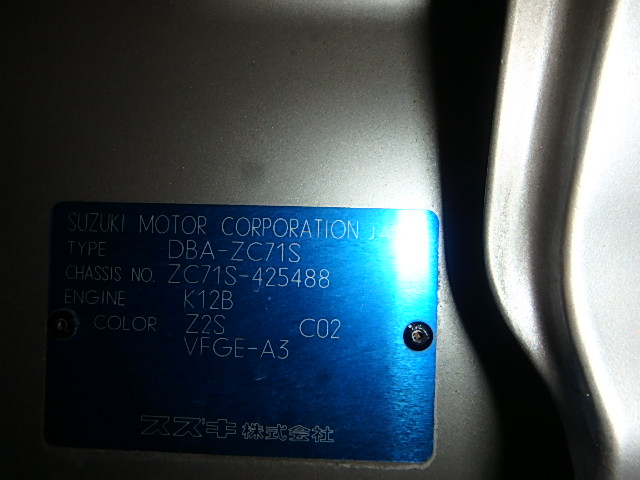 SUZUKI MOTOR CORPORATION
TYPE DBA-ZC71S
CHASSIS NO. ZC71S-425488
ENGINE K12B
COLOR Z2S C02
VFGE-A3
スズキ株式会社